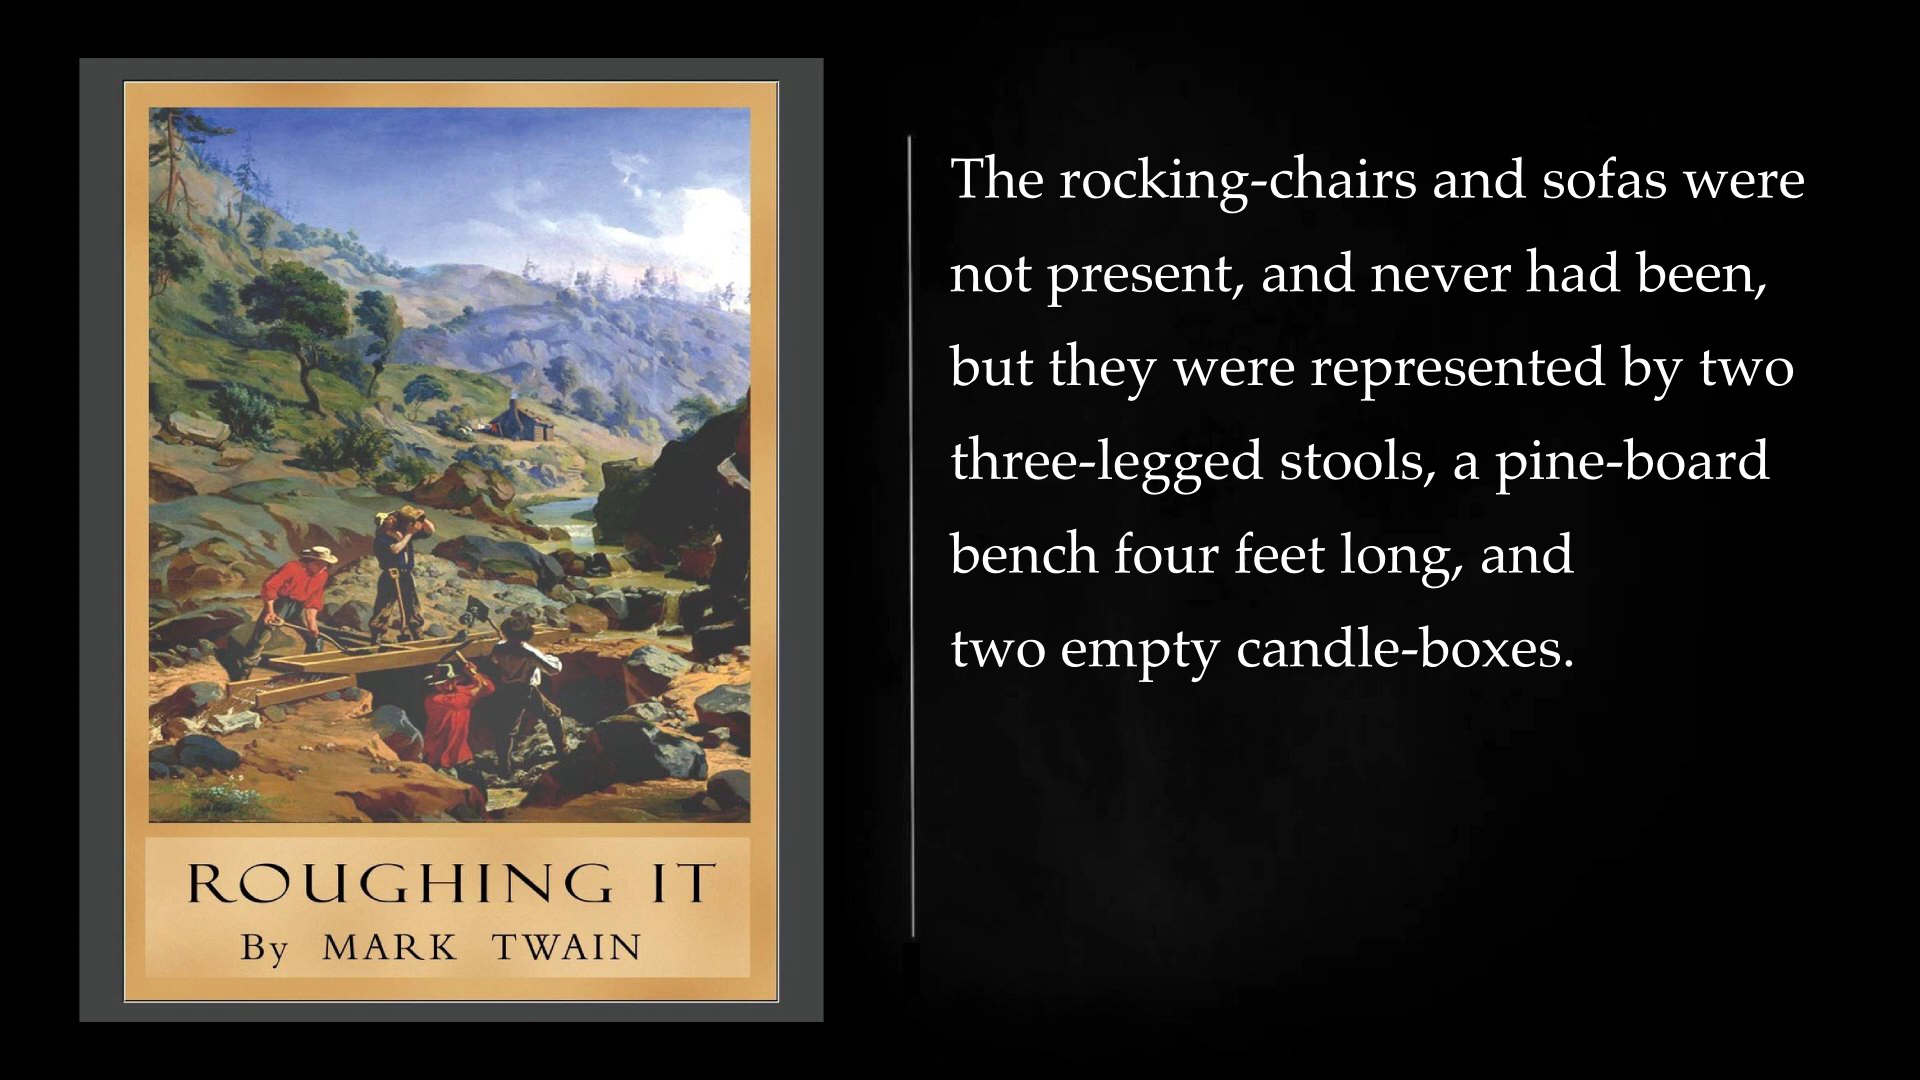 ROUGHING IT
By MARK TWAIN
The rocking-chairs and sofas were
not present, and never had been,
but they were represented by two
three-legged stools, a pine-board
bench four feet long, and
two empty candle-boxes.